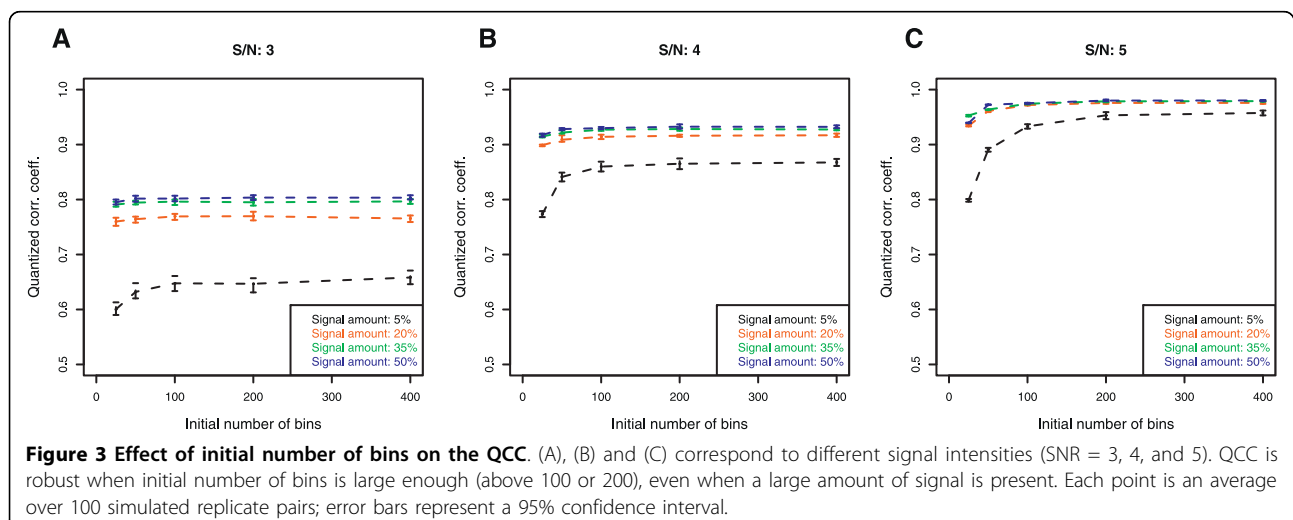 A
S/N: 3
Quantized corr. coeff.
1.0
0.9
0.8
0.7
0.6
0.5
0 100 200 300 400
Initial number of bins
Signal amount: 5%
Signal amount: 20%
Signal amount: 35%
Signal amount: 50%
B
S/N: 4
Quantized corr. coeff.
1.0
0.9
0.8
0.7
0.6
0.5
0 100 200 300 400
Initial number of bins
Signal amount: 5%
Signal amount: 20%
Signal amount: 35%
Signal amount: 50%
C
S/N: 5
Quantized corr. coeff.
1.0
0.9
0.8
0.7
0.6
0.5
0 100 200 300 400
Initial number of bins
Signal amount: 5%
Signal amount: 20%
Signal amount: 35%
Signal amount: 50%
Figure 3 Effect of initial number of bins on the QCC. (A), (B) and (C) correspond to different signal intensities (SNR = 3, 4, and 5). QCC is
robust when initial number of bins is large enough (above 100 or 200), even when a large amount of signal is present. Each point is an average
over 100 simulated replicate pairs; error bars represent a 95% confidence interval.